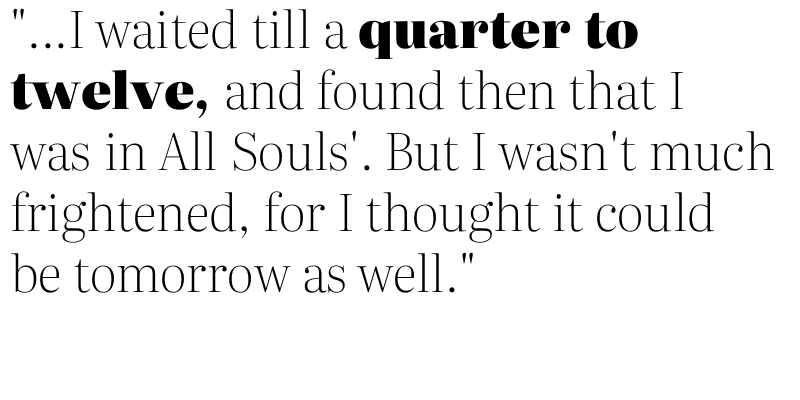 "...I waited till a quarter to
twelve, and found then that I
was in All Souls'. But I wasn't much
frightened, for I thought it could
be tomorrow as well."